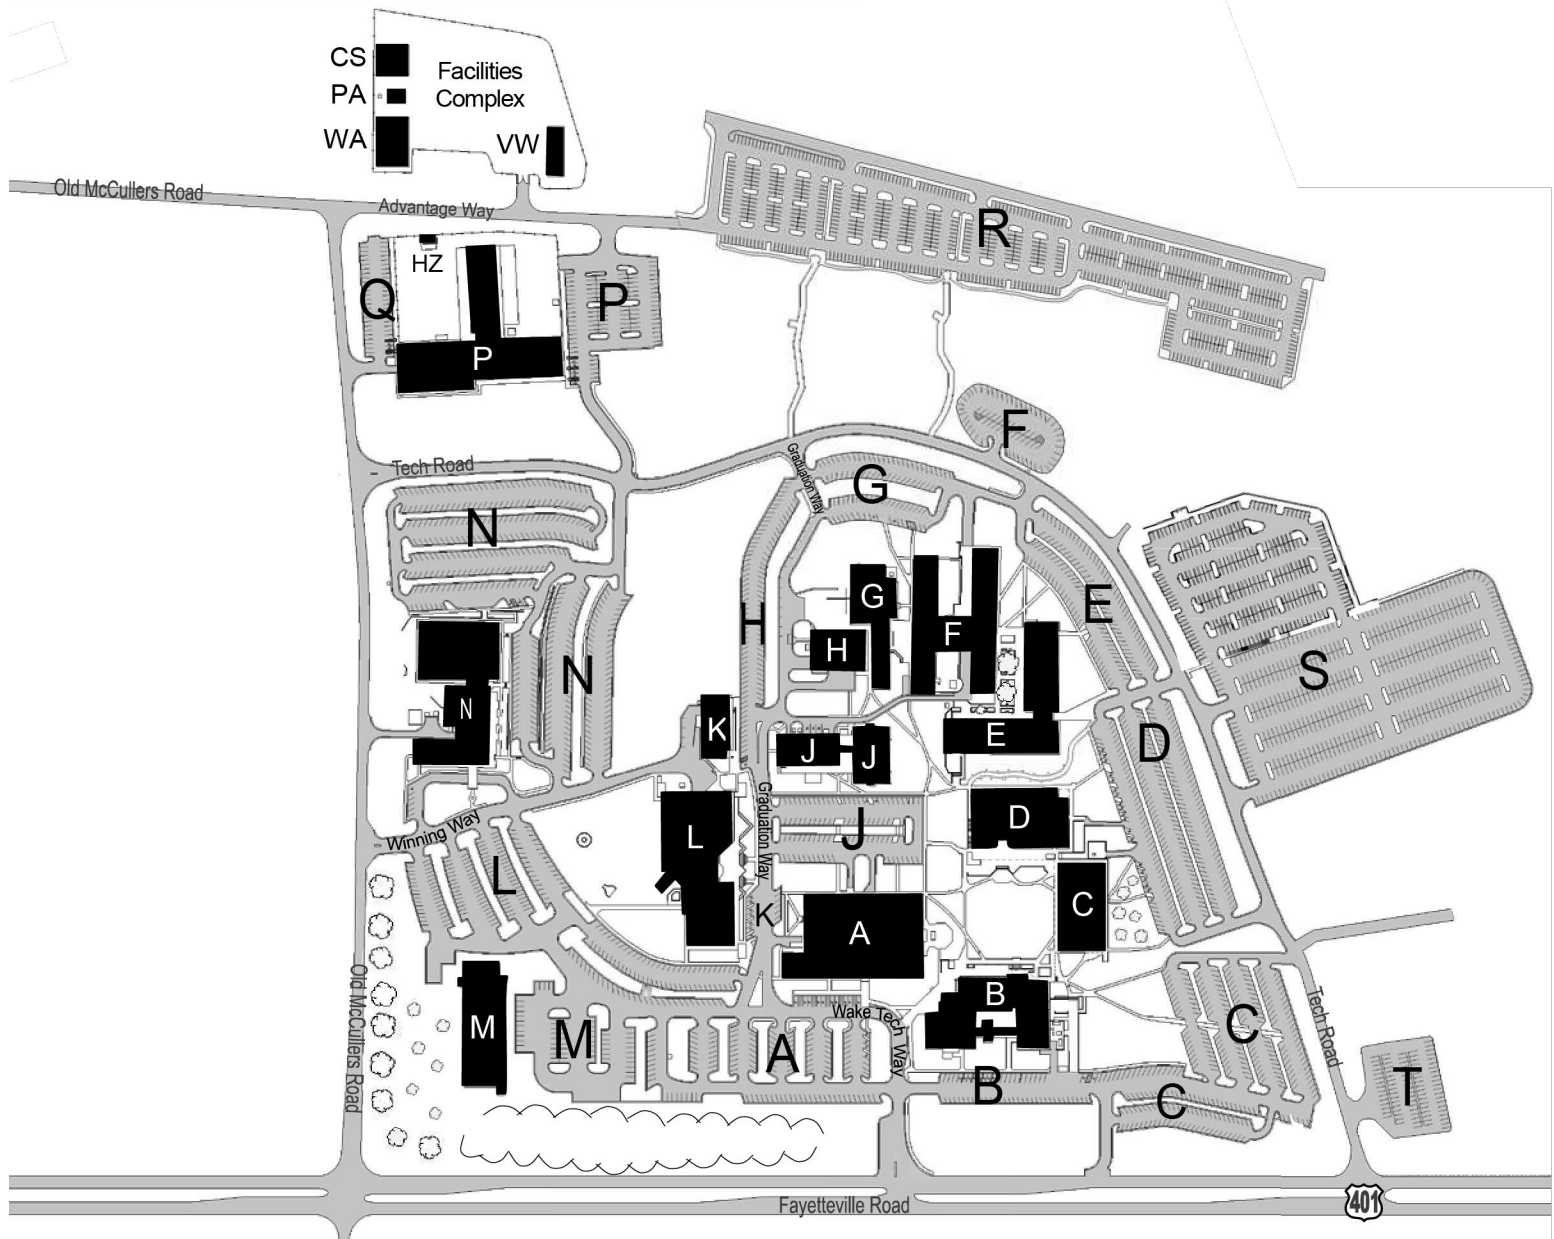 CS
Facilities
PA
Complex
WA
VW
Old McCullers Road
Advantage Way
R
HZ
Q
P
P
F
Tech Road
Graduation Way
G
N
E
G
H
F
H
S
N
N
K
J
J
E
D
Graduation Way
D
Winning Way
L
J
L
C
K
A
B
Old McCullers Road
M
M
A
Wake Tech Way
C
Tech Road
B
C
T
Fayetteville Road
401